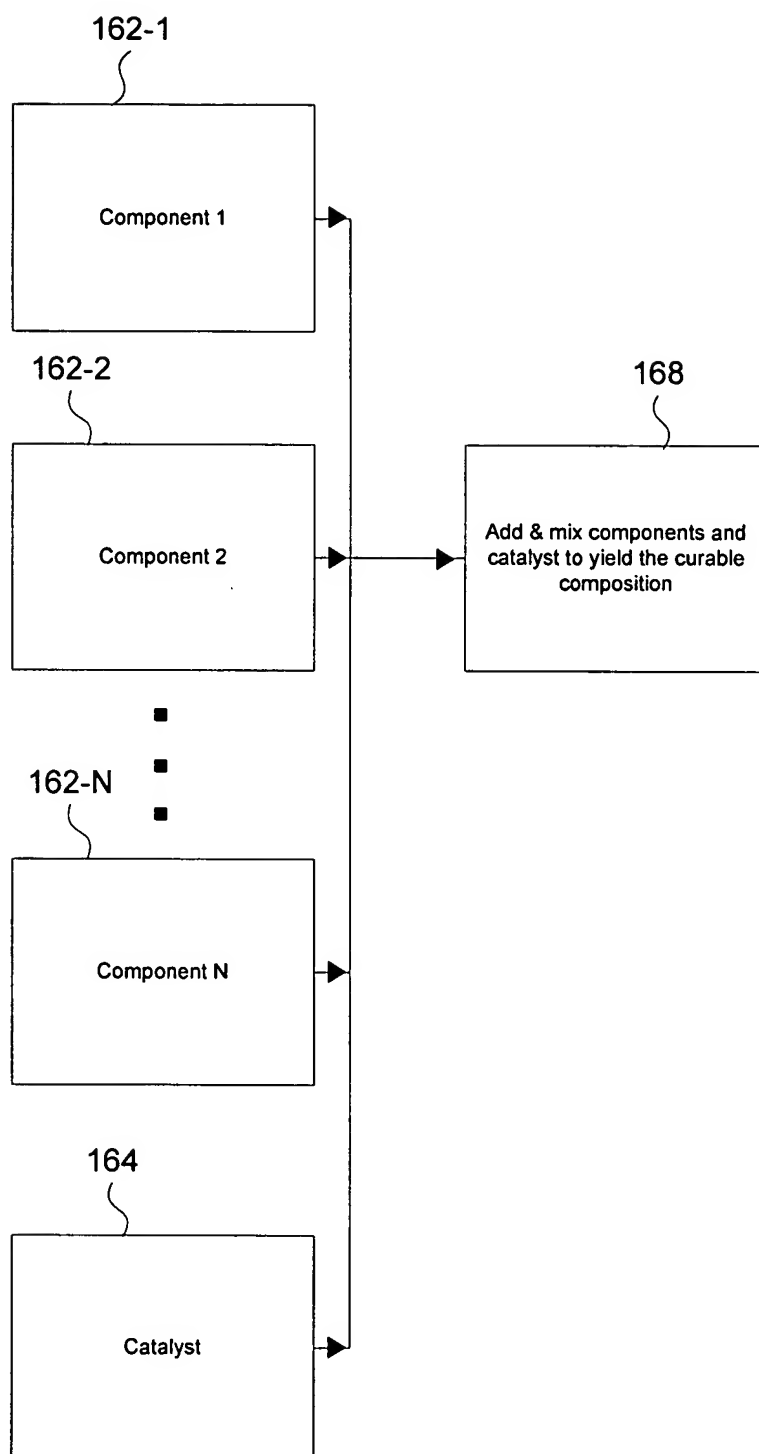 162-1
Component 1
162-2
168
Component 2
Add & mix components and
catalyst to yield the curable
composition
162-N
Component N
164
Catalyst